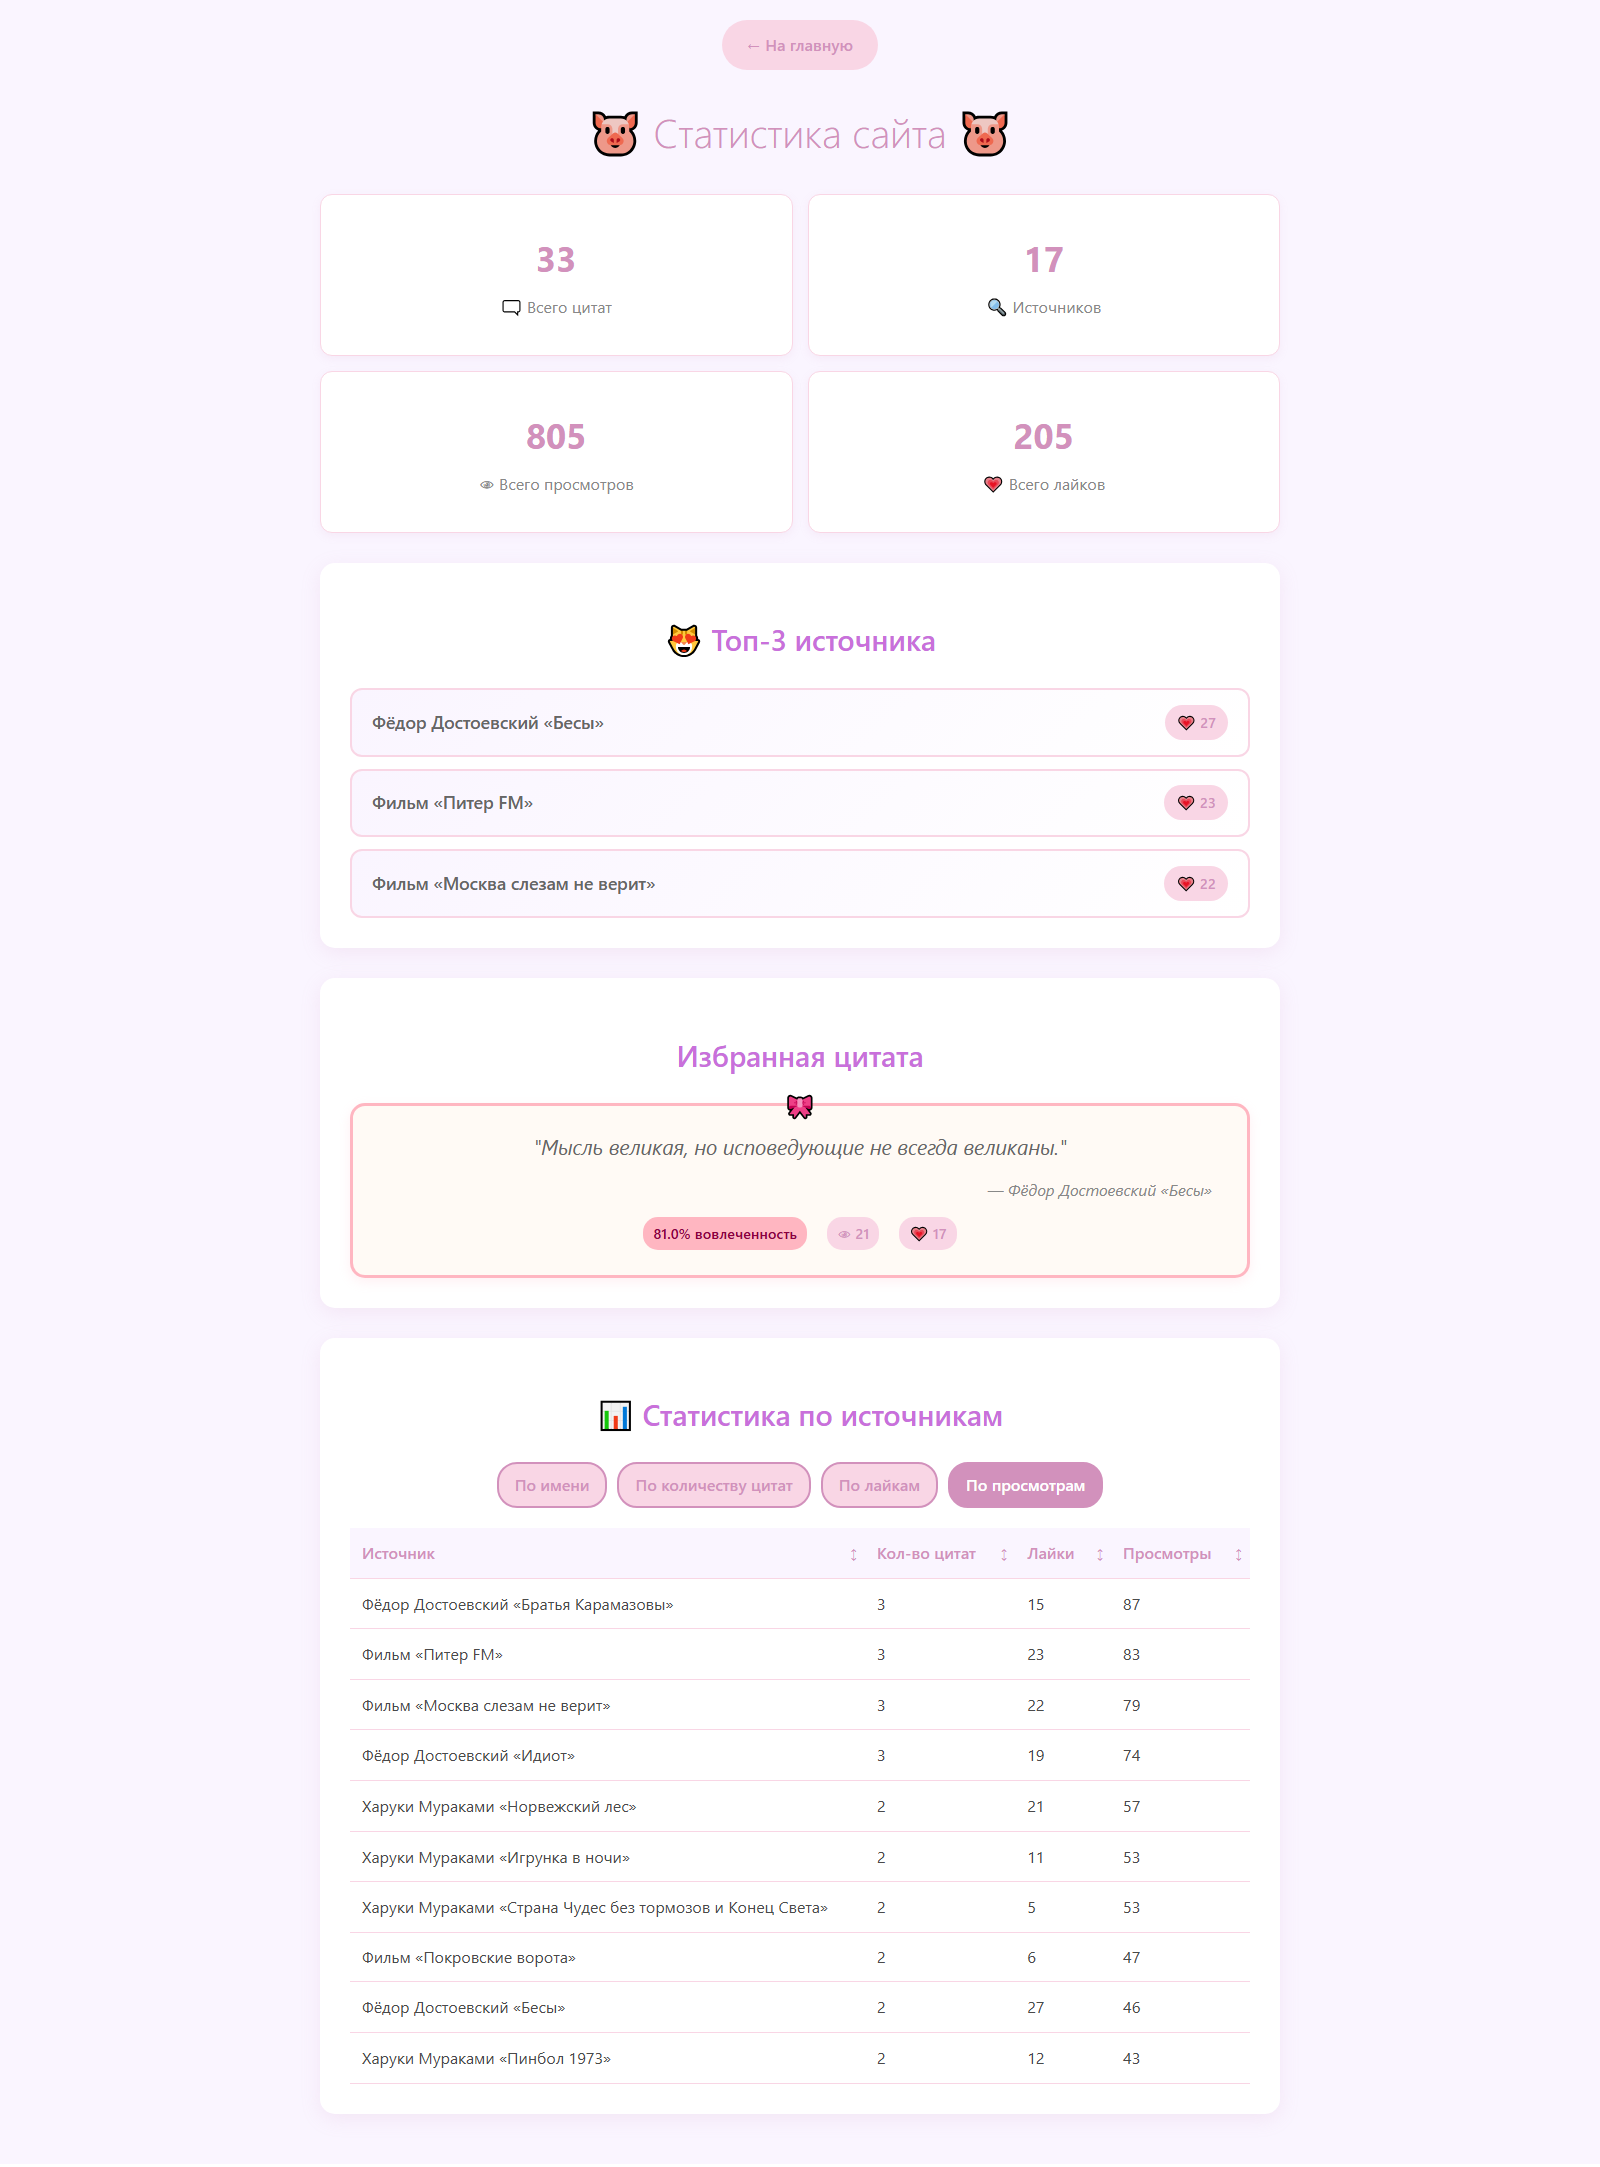 ← На главную
🐷 Статистика сайта 🐷
33
🗨 Всего цитат
17
🔍 Источников
805
👁 Всего просмотров
205
💗 Всего лайков
😻 Топ-3 источника
Фёдор Достоевский «Бесы» 💗 27
Фильм «Питер FM» 💗 23
Фильм «Москва слезам не верит» 💗 22
Избранная цитата
🎀
"Мысль великая, но исповедующие не всегда великаны."
— Фёдор Достоевский «Бесы»
81.0% вовлеченность 👁 21 💗 17
📊 Статистика по источникам
По имени По количеству цитат По лайкам По просмотрам
Источник ↕ Кол-во цитат ↕ Лайки ↕ Просмотры ↕
Фёдор Достоевский «Братья Карамазовы» 3 15 87
Фильм «Питер FM» 3 23 83
Фильм «Москва слезам не верит» 3 22 79
Фёдор Достоевский «Идиот» 3 19 74
Харуки Мураками «Норвежский лес» 2 21 57
Харуки Мураками «Игрунка в ночи» 2 11 53
Харуки Мураками «Страна Чудес без тормозов и Конец Света» 2 5 53
Фильм «Покровские ворота» 2 6 47
Фёдор Достоевский «Бесы» 2 27 46
Харуки Мураками «Пинбол 1973» 2 12 43